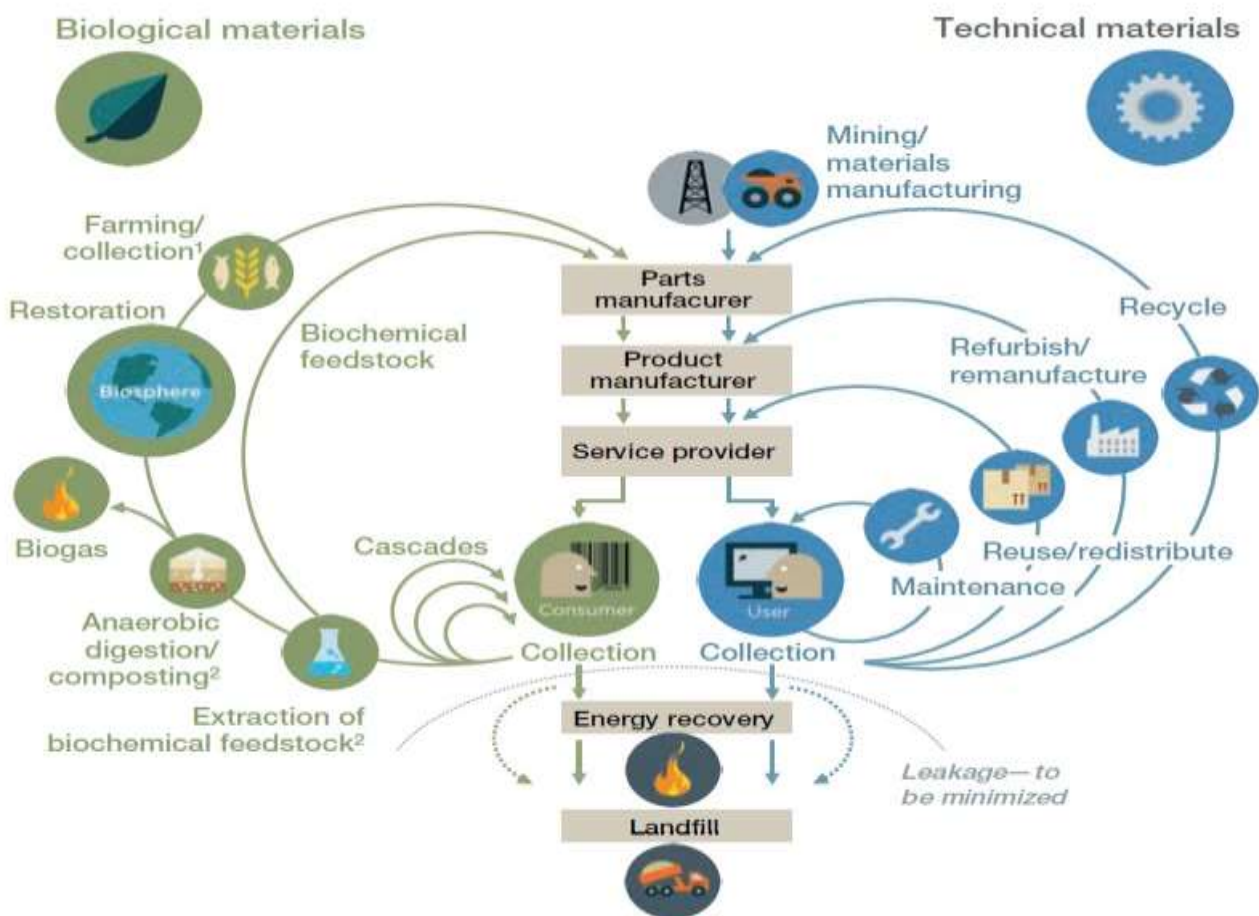 Biological materials
Technical materials
Mining/
materials
manufacturing
Farming/
collection¹
Restoration
Biosphere
Biochemical
feedstock
Parts
manufacurer
Product
manufacturer
Service provider
Recycle
Refurbish/
remanufacture
Biogas
Cascades
Consumer
User
Reuse/redistribute
Maintenance
Anaerobic
digestion/
composting²
Collection
Collection
Extraction of
biochemical feedstock²
Energy recovery
Leakage—to
be minimized
Landfill